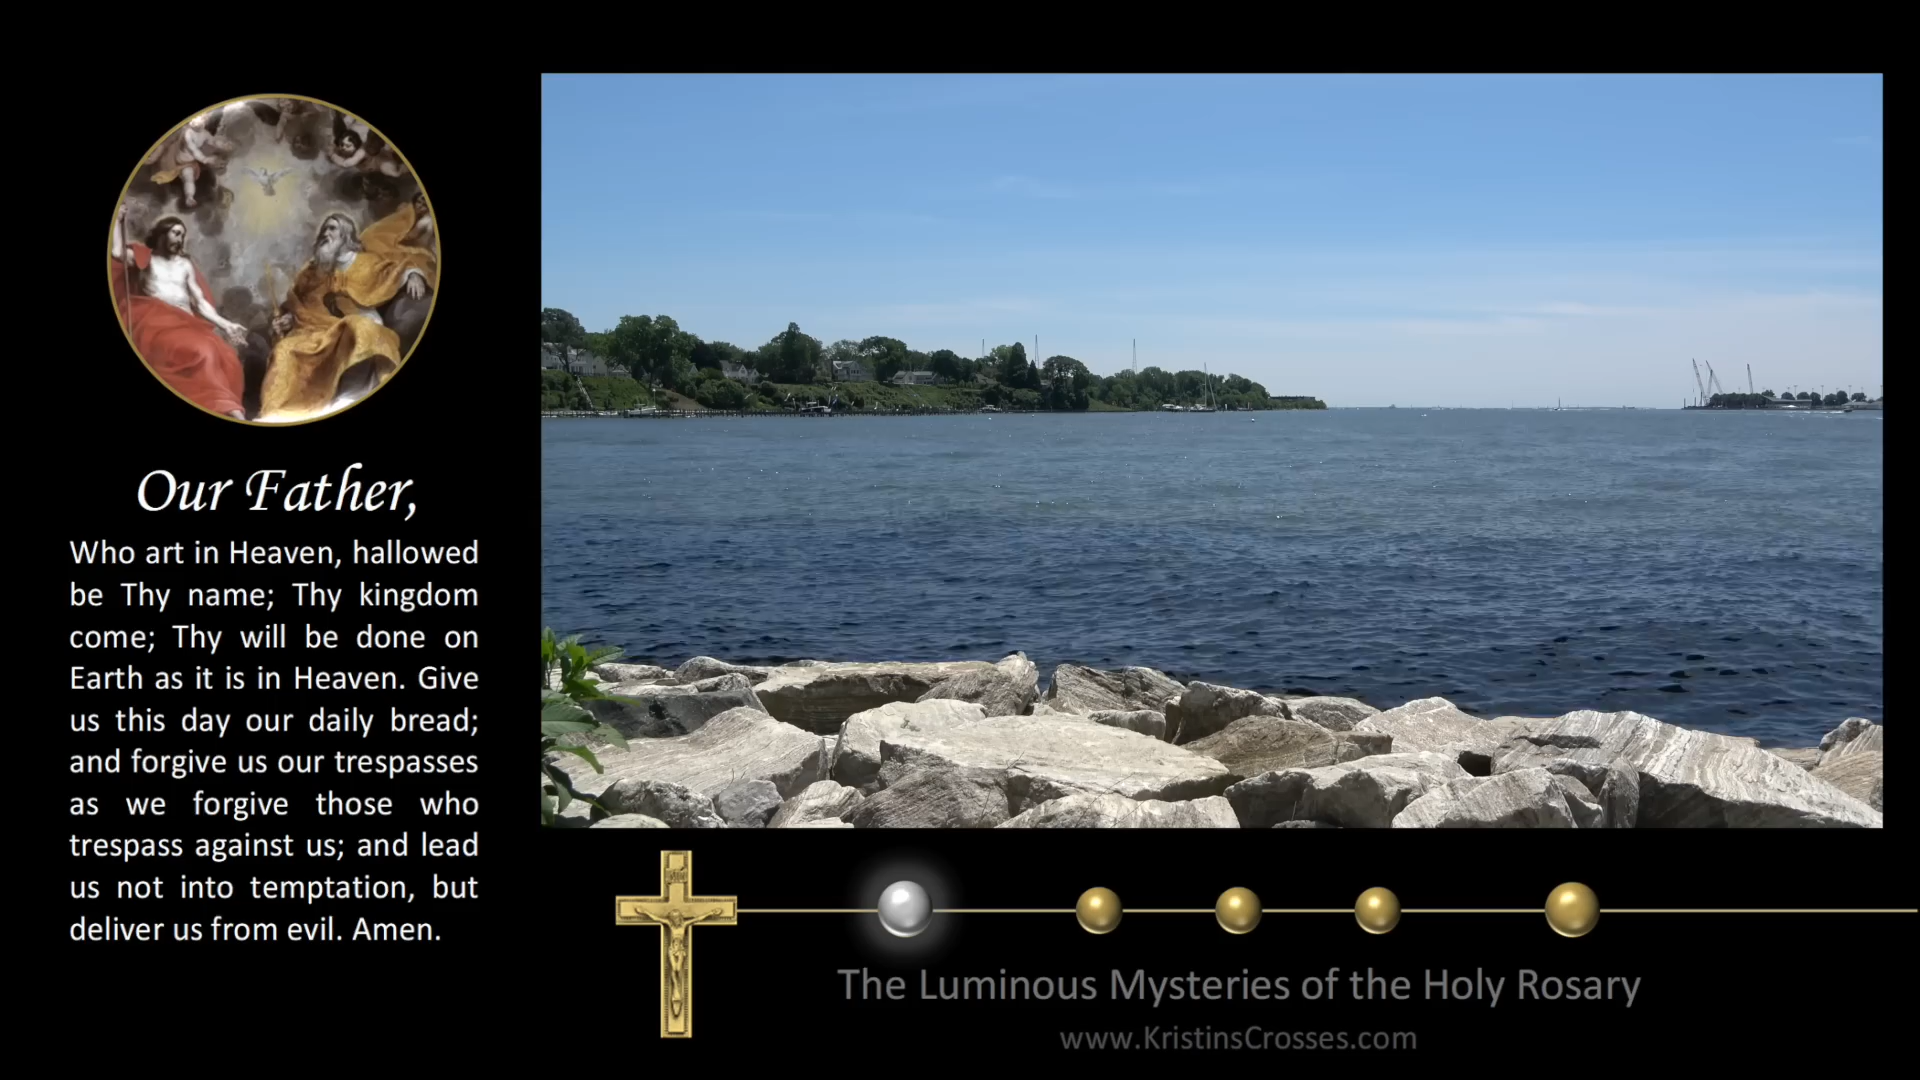 Our Father,
Who art in Heaven, hallowed
be Thy name; Thy kingdom
come; Thy will be done on
Earth as it is in Heaven. Give
us this day our daily bread;
and forgive us our trespasses
as we forgive those who
trespass against us; and lead
us not into temptation, but
deliver us from evil. Amen.
The Luminous Mysteries of the Holy Rosary
www.KristinsCrosses.com